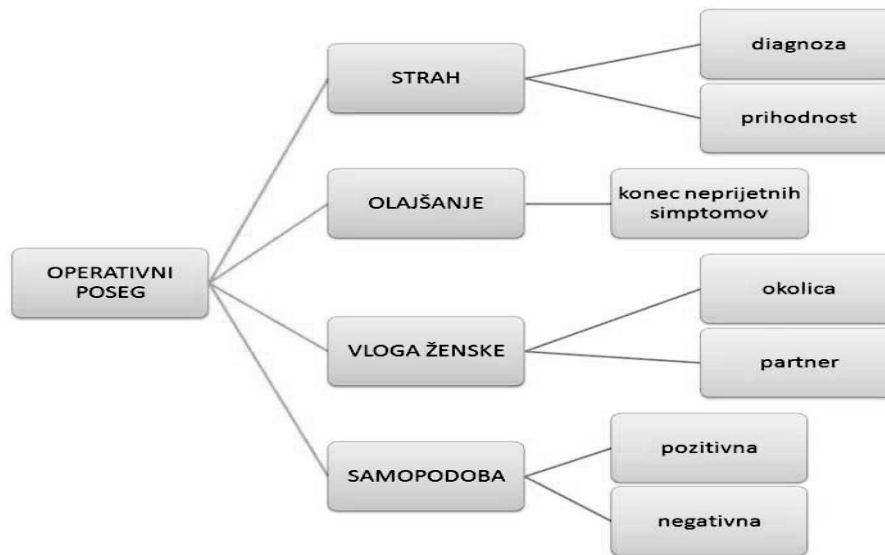 OPERATIVNI
POSEG
STRAH
diagnoza
prihodnost
OLAJŠANJE
konec neprijetnih
simptomov
VLOGA ŽENSKE
okolica
partner
SAMOPODOBA
pozitivna
negativna